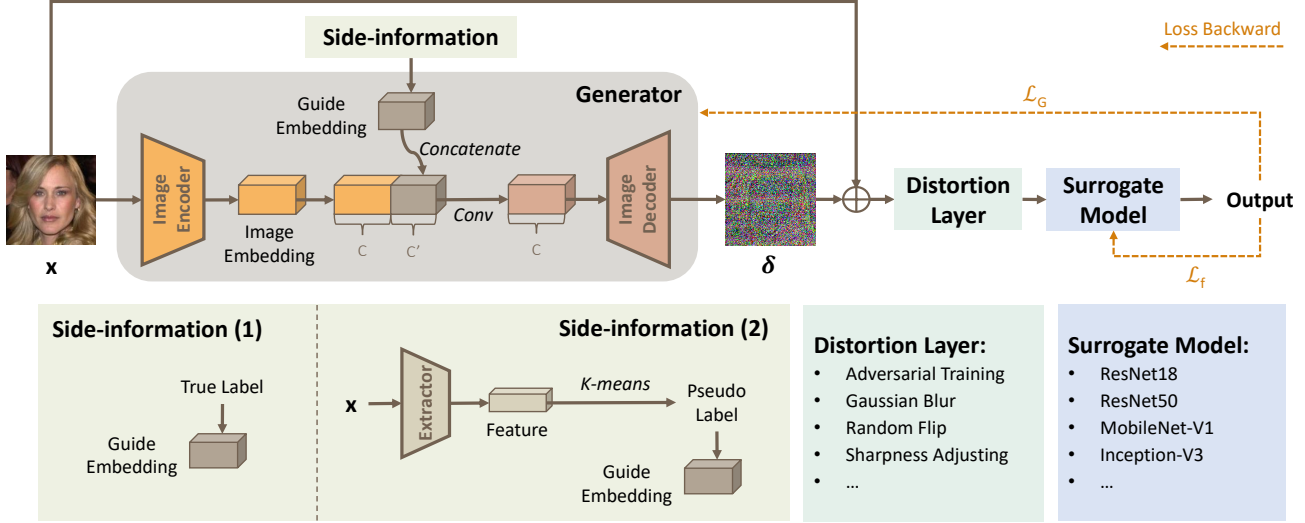 Side-information
Loss Backward
Generator
Guide
Embedding
ℒG
Concatenate
Image
Encoder
Image
Decoder
Distortion
Layer
Surrogate
Model
Output
Conv
Image
Embedding
C
C'
C
x
δ
ℒf
Side-information (1)
True Label
Guide
Embedding
Side-information (2)
x
Extractor
Feature
K-means
Pseudo
Label
Guide
Embedding
Distortion Layer:
• Adversarial Training
• Gaussian Blur
• Random Flip
• Sharpness Adjusting
• ...
Surrogate Model:
• ResNet18
• ResNet50
• MobileNet-V1
• Inception-V3
• ...